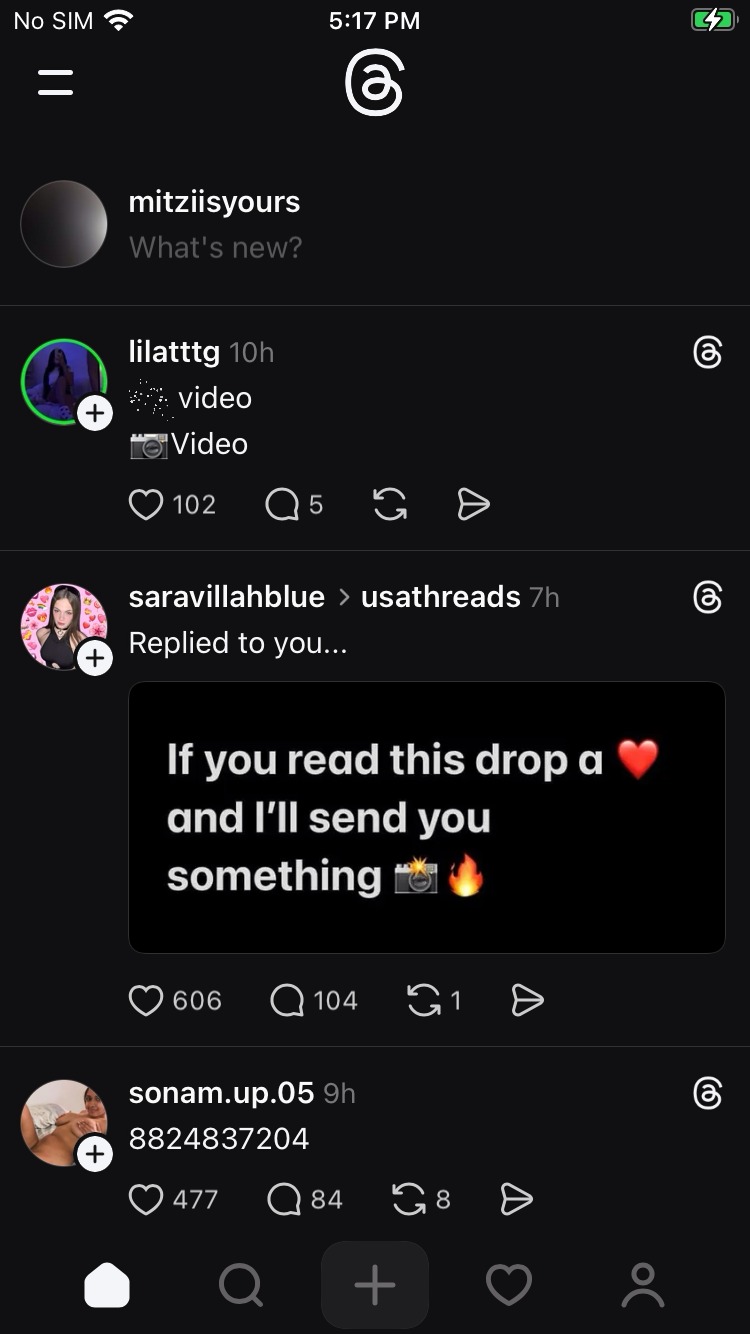 No SIM 5:17 PM
mitziisyours
What's new?
lilatttg 10h
video
📷Video
102 5
saravillahblue > usathreads 7h
Replied to you...
If you read this drop a ❤️
and I'll send you
something 📸🔥
606 104 1
sonam.up.05 9h
8824837204
477 84 8